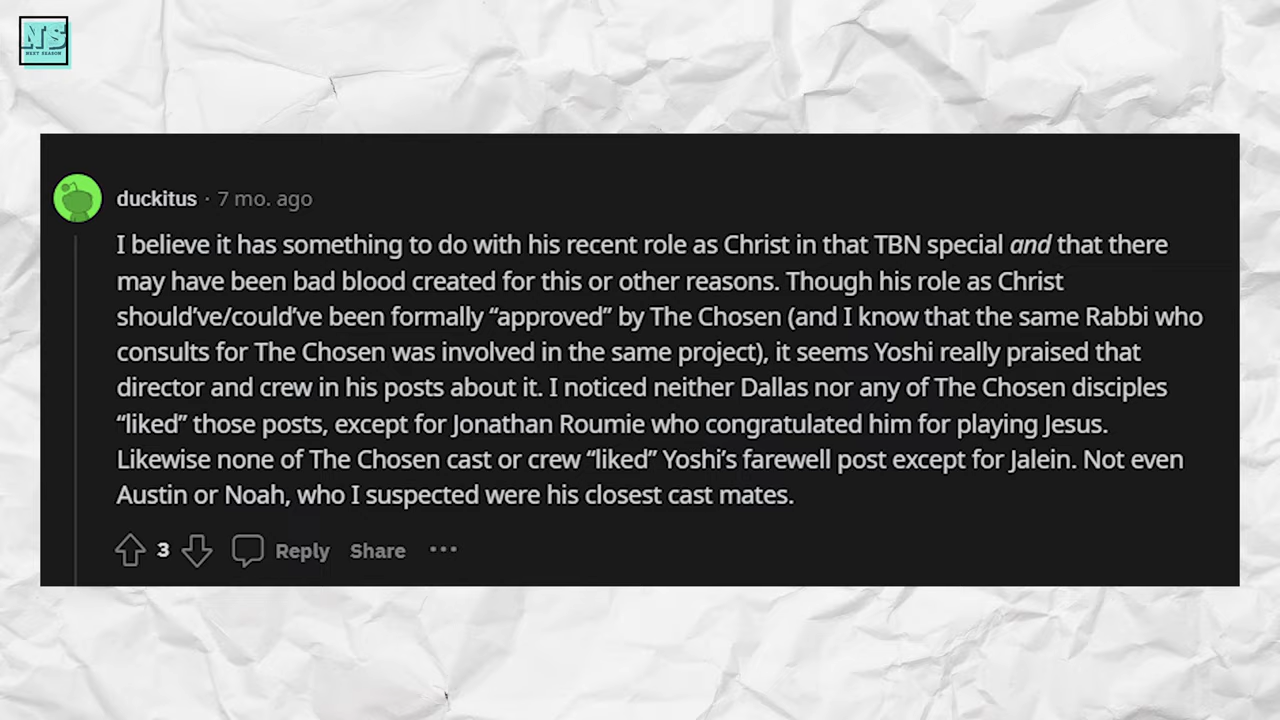 NS
NEXT SEASON
duckitus · 7 mo. ago
I believe it has something to do with his recent role as Christ in that TBN special and that there
may have been bad blood created for this or other reasons. Though his role as Christ
should’ve/could’ve been formally “approved” by The Chosen (and I know that the same Rabbi who
consults for The Chosen was involved in the same project), it seems Yoshi really praised that
director and crew in his posts about it. I noticed neither Dallas nor any of The Chosen disciples
“liked” those posts, except for Jonathan Roumie who congratulated him for playing Jesus.
Likewise none of The Chosen cast or crew “liked” Yoshi’s farewell post except for Jalein. Not even
Austin or Noah, who I suspected were his closest cast mates.
3 Reply Share ···